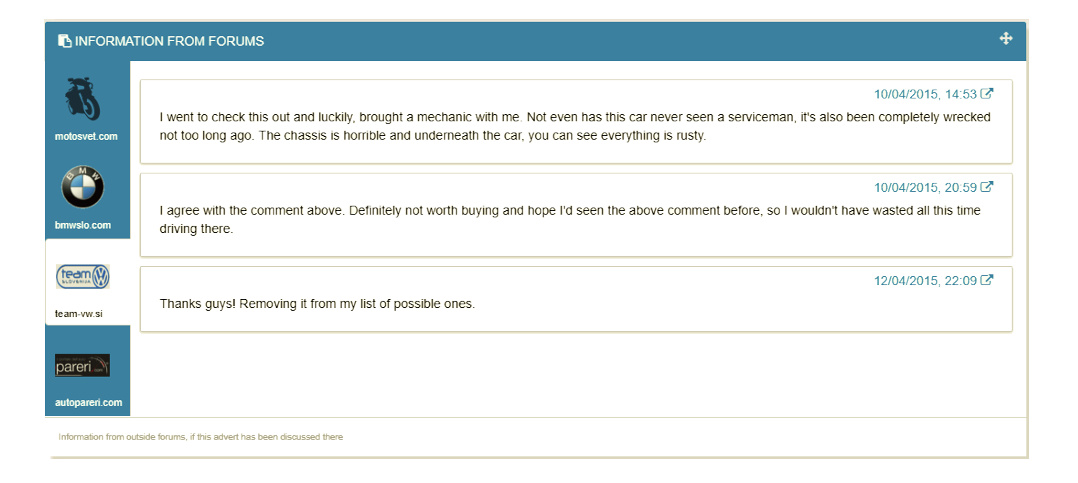 INFORMATION FROM FORUMS
motosvet.com
BMW
bmwslo.com
team
SLOVENIJA
team-vw.si
pareri
autopareri.com
10/04/2015, 14:53
I went to check this out and luckily, brought a mechanic with me. Not even has this car never seen a serviceman, it's also been completely wrecked
not too long ago. The chassis is horrible and underneath the car, you can see everything is rusty.
10/04/2015, 20:59
I agree with the comment above. Definitely not worth buying and hope I'd seen the above comment before, so I wouldn't have wasted all this time
driving there.
12/04/2015, 22:09
Thanks guys! Removing it from my list of possible ones.
Information from outside forums, if this advert has been discussed there